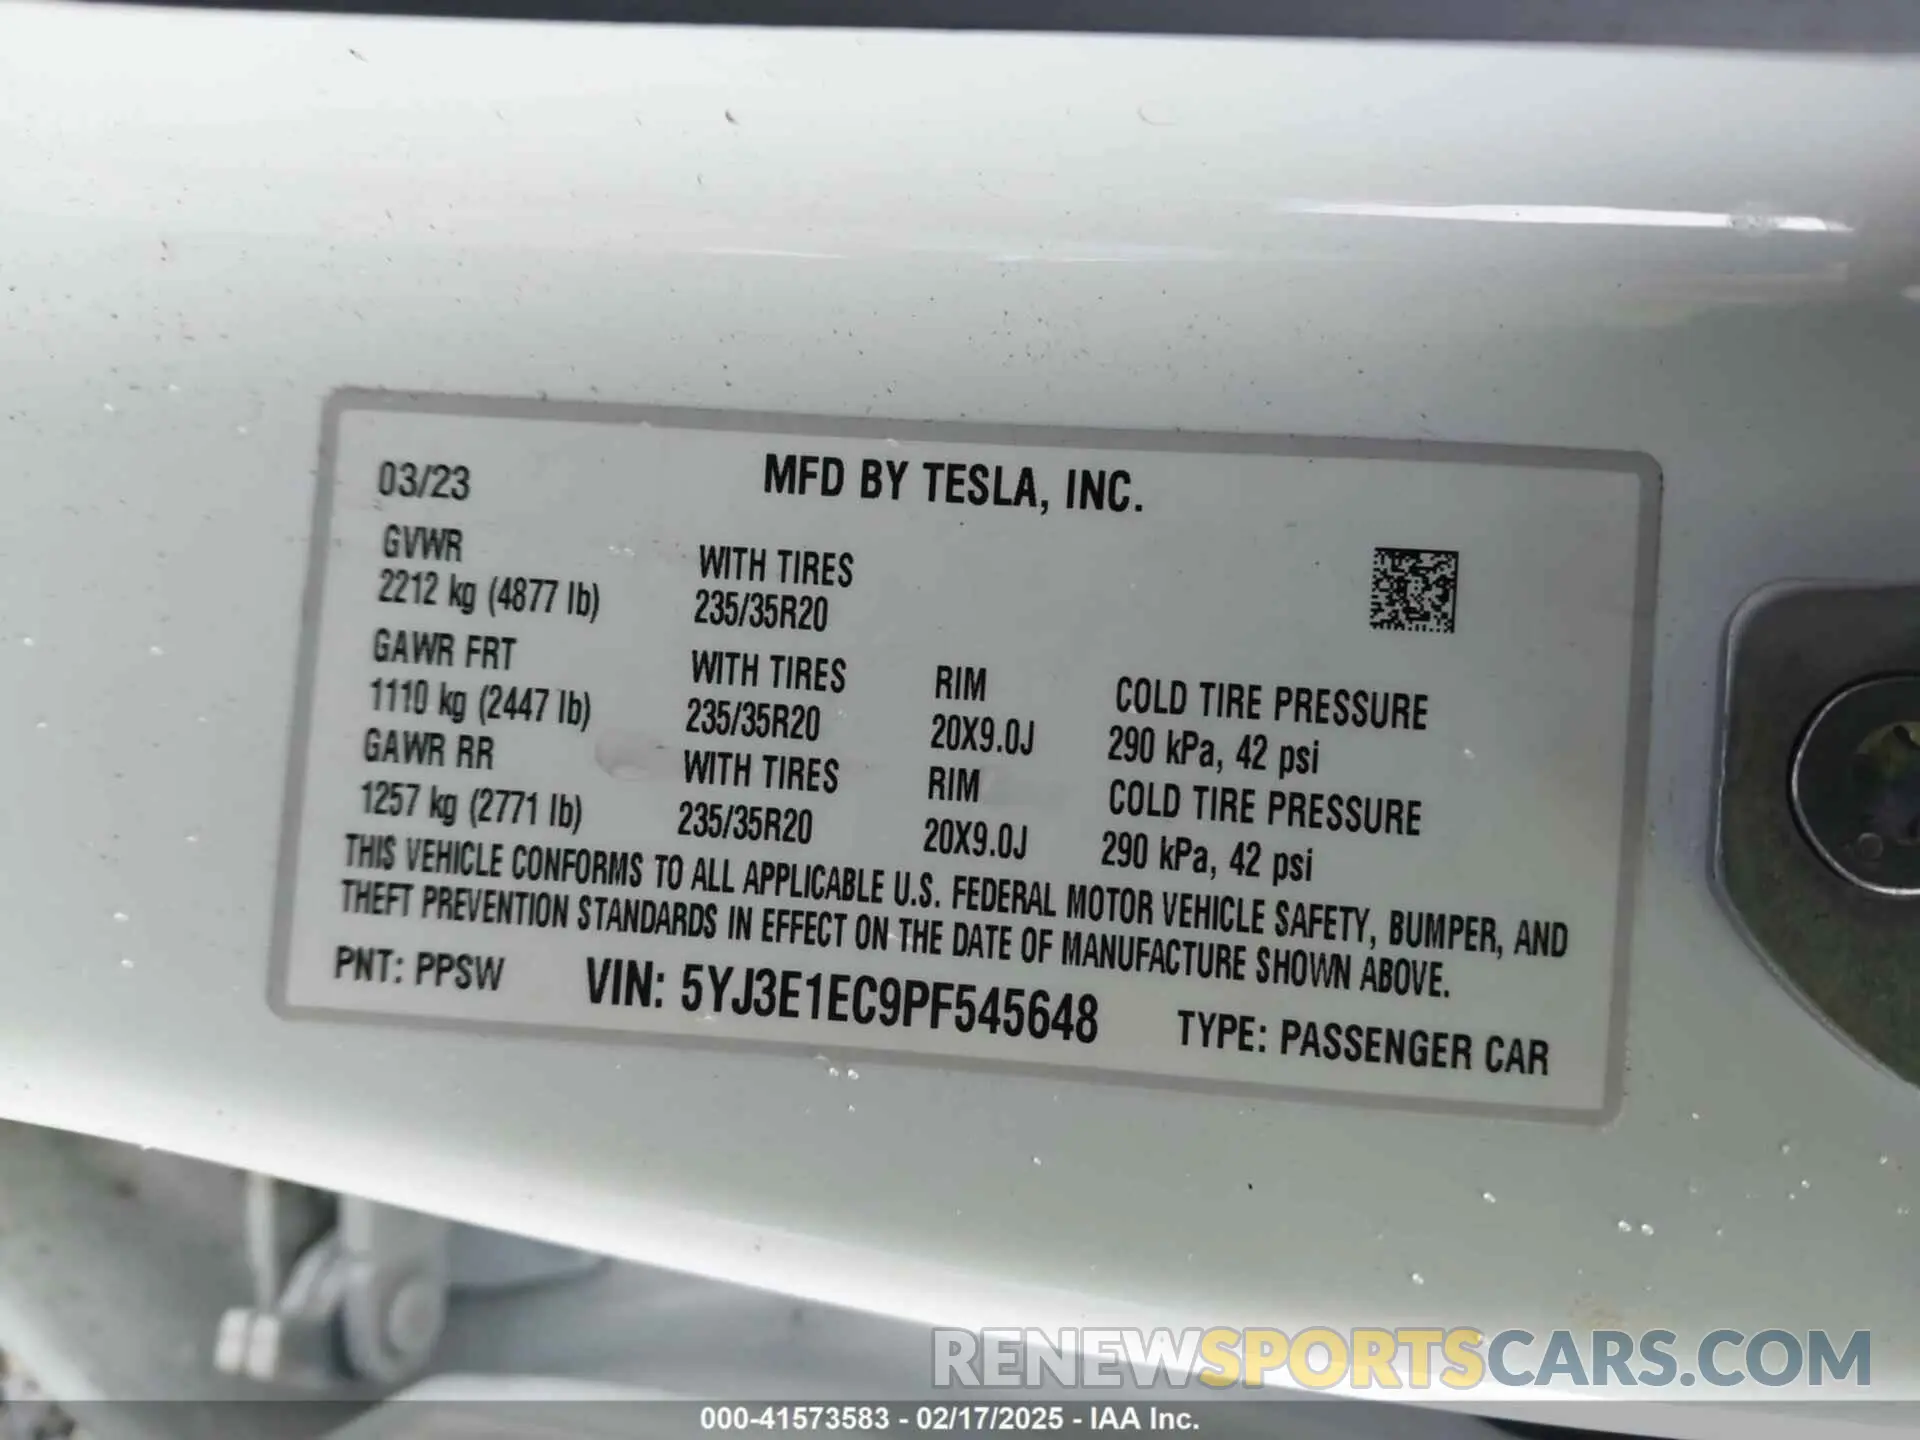 03/23 MFD BY TESLA, INC.
GVWR WITH TIRES
2212 kg (4877 lb) 235/35R20
GAWR FRT WITH TIRES RIM COLD TIRE PRESSURE
1110 kg (2447 lb) 235/35R20 20X9.0J 290 kPa, 42 psi
GAWR RR WITH TIRES RIM COLD TIRE PRESSURE
1257 kg (2771 lb) 235/35R20 20X9.0J 290 kPa, 42 psi
THIS VEHICLE CONFORMS TO ALL APPLICABLE U.S. FEDERAL MOTOR VEHICLE SAFETY, BUMPER, AND
THEFT PREVENTION STANDARDS IN EFFECT ON THE DATE OF MANUFACTURE SHOWN ABOVE.
PNT: PPSW VIN: 5YJ3E1EC9PF545648 TYPE: PASSENGER CAR
RENEWSPORTSCARS.COM
000-41573583 - 02/17/2025 - IAA Inc.